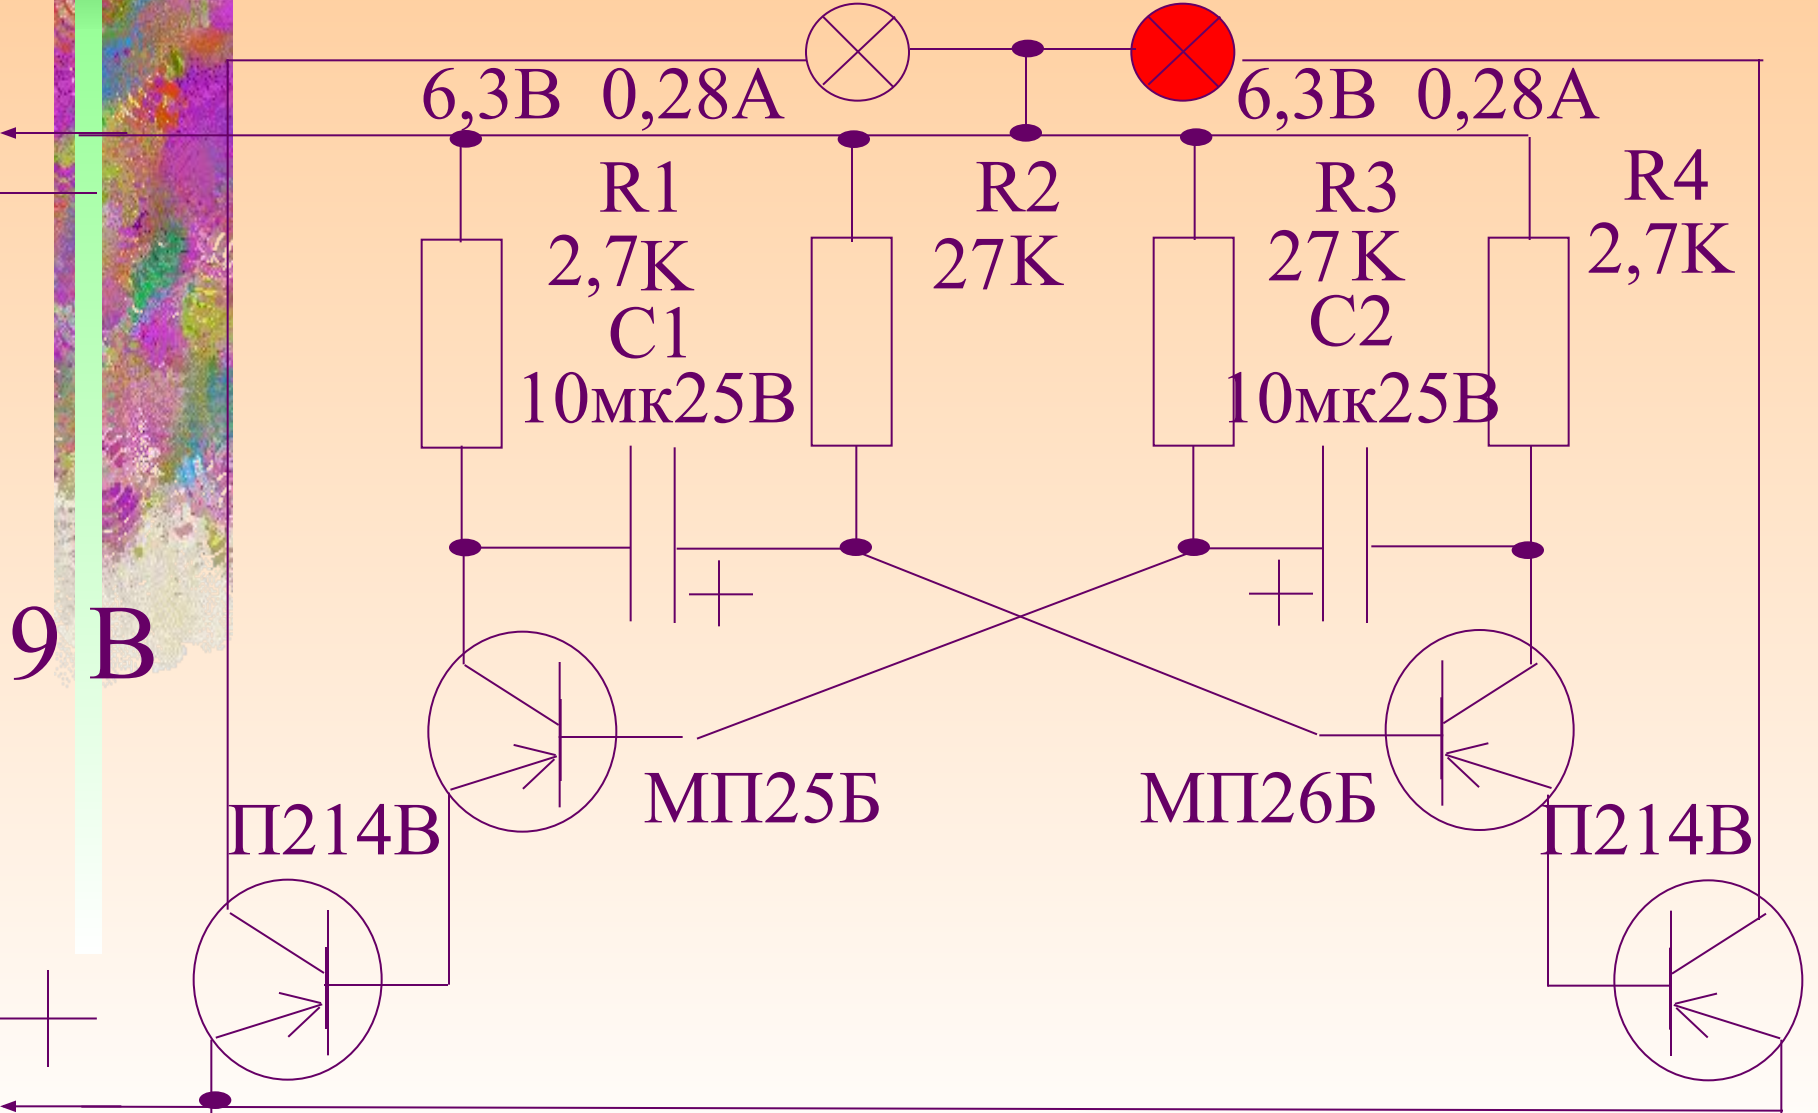 6,3В 0,28А
6,3В 0,28А
R1
2,7К
R2
27К
R3
27К
R4
2,7К
С1
10мк25В
С2
10мк25В
9 В
+
+
МП25Б
МП26Б
П214В
П214В
+